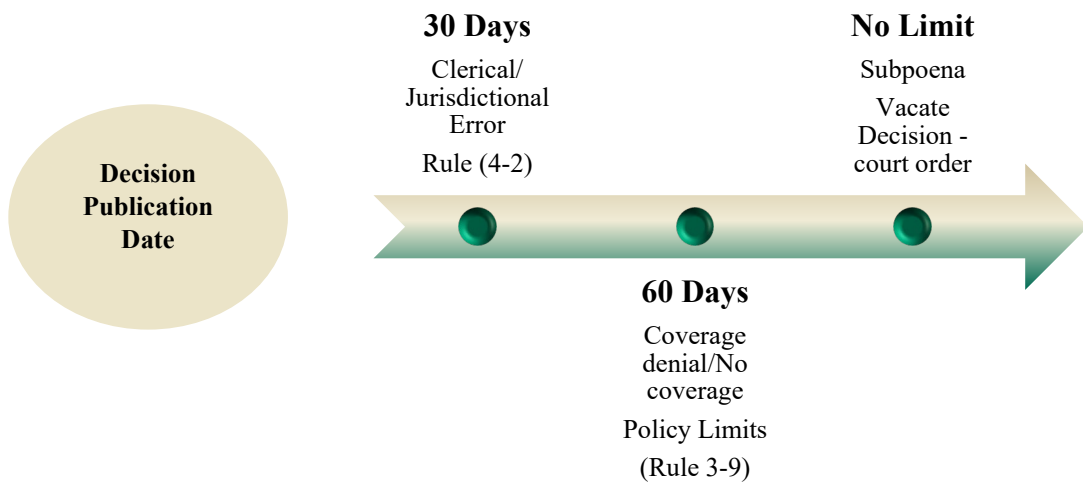 Decision
Publication
Date
30 Days
Clerical/
Jurisdictional
Error
Rule (4-2)
60 Days
Coverage
denial/No
coverage
Policy Limits
(Rule 3-9)
No Limit
Subpoena
Vacate
Decision -
court order